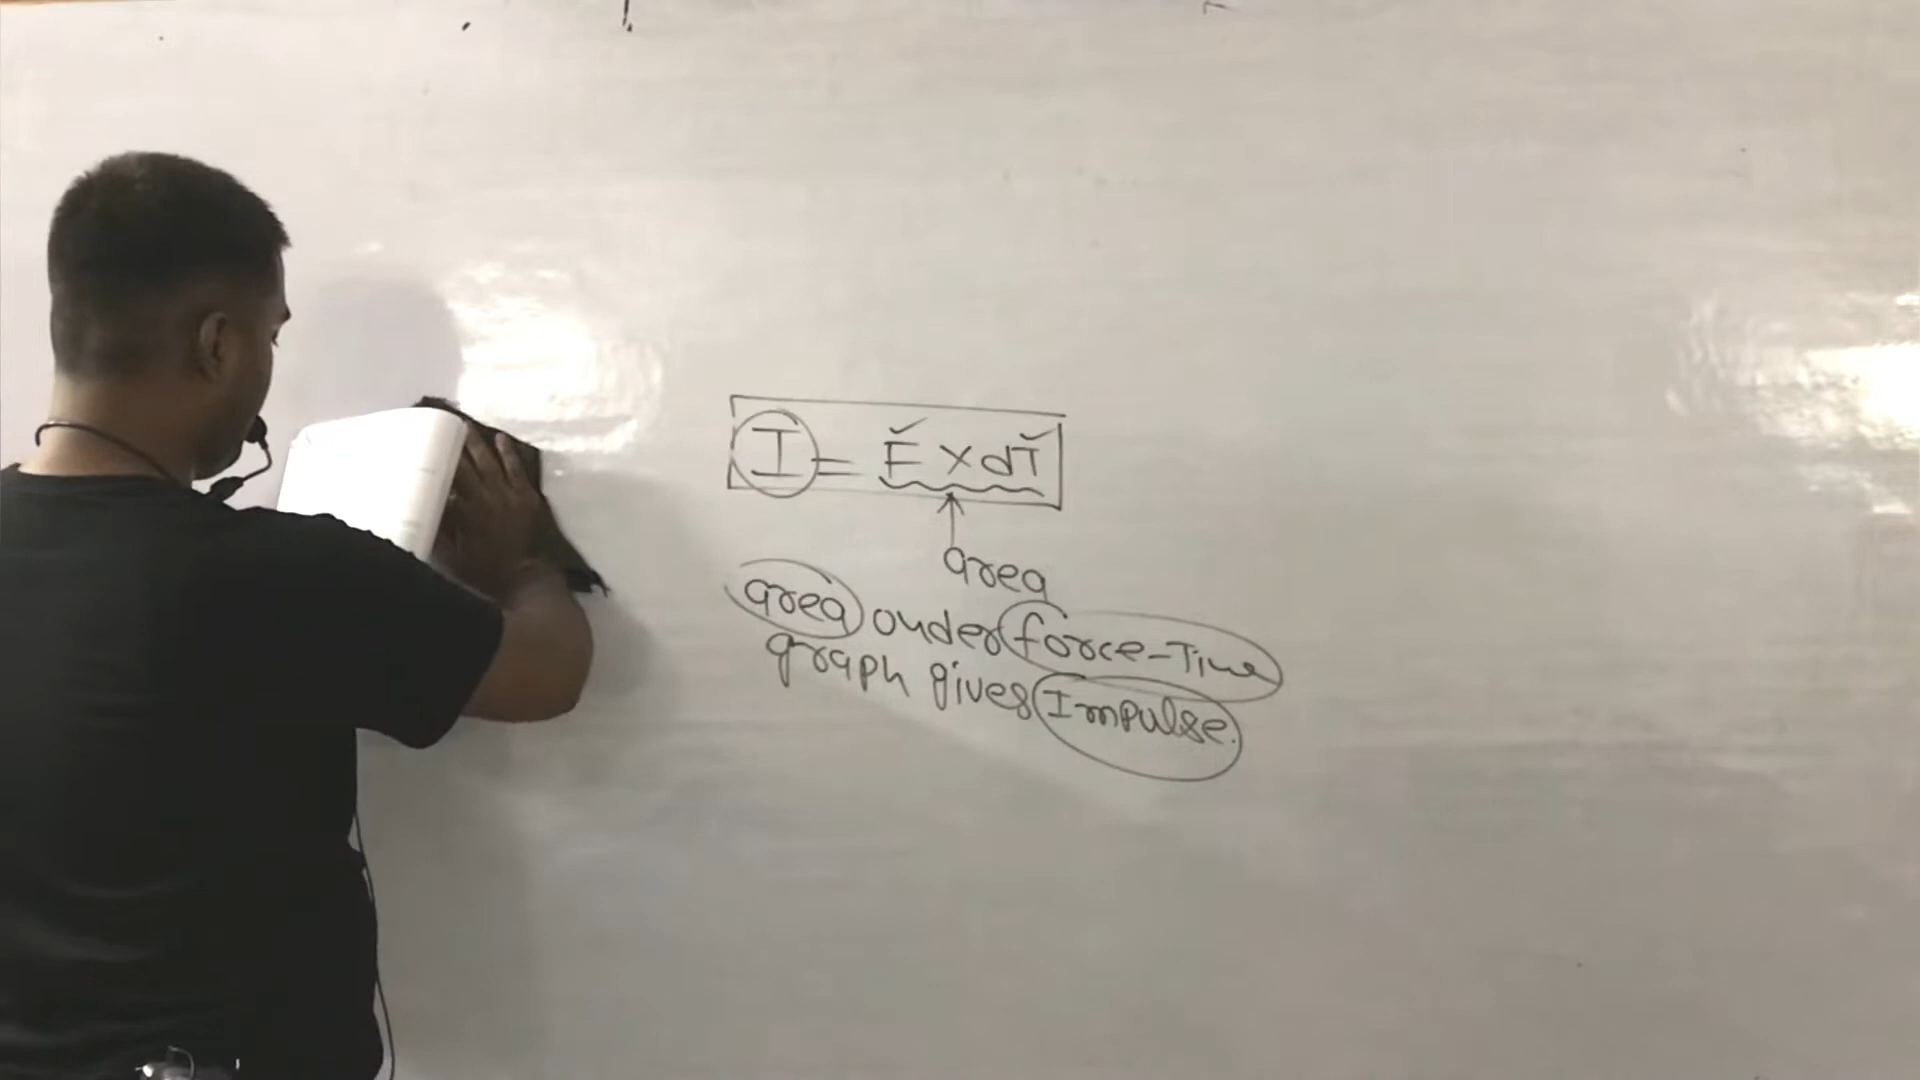 I = F × dT
area
area under force-Time
graph gives Impulse.